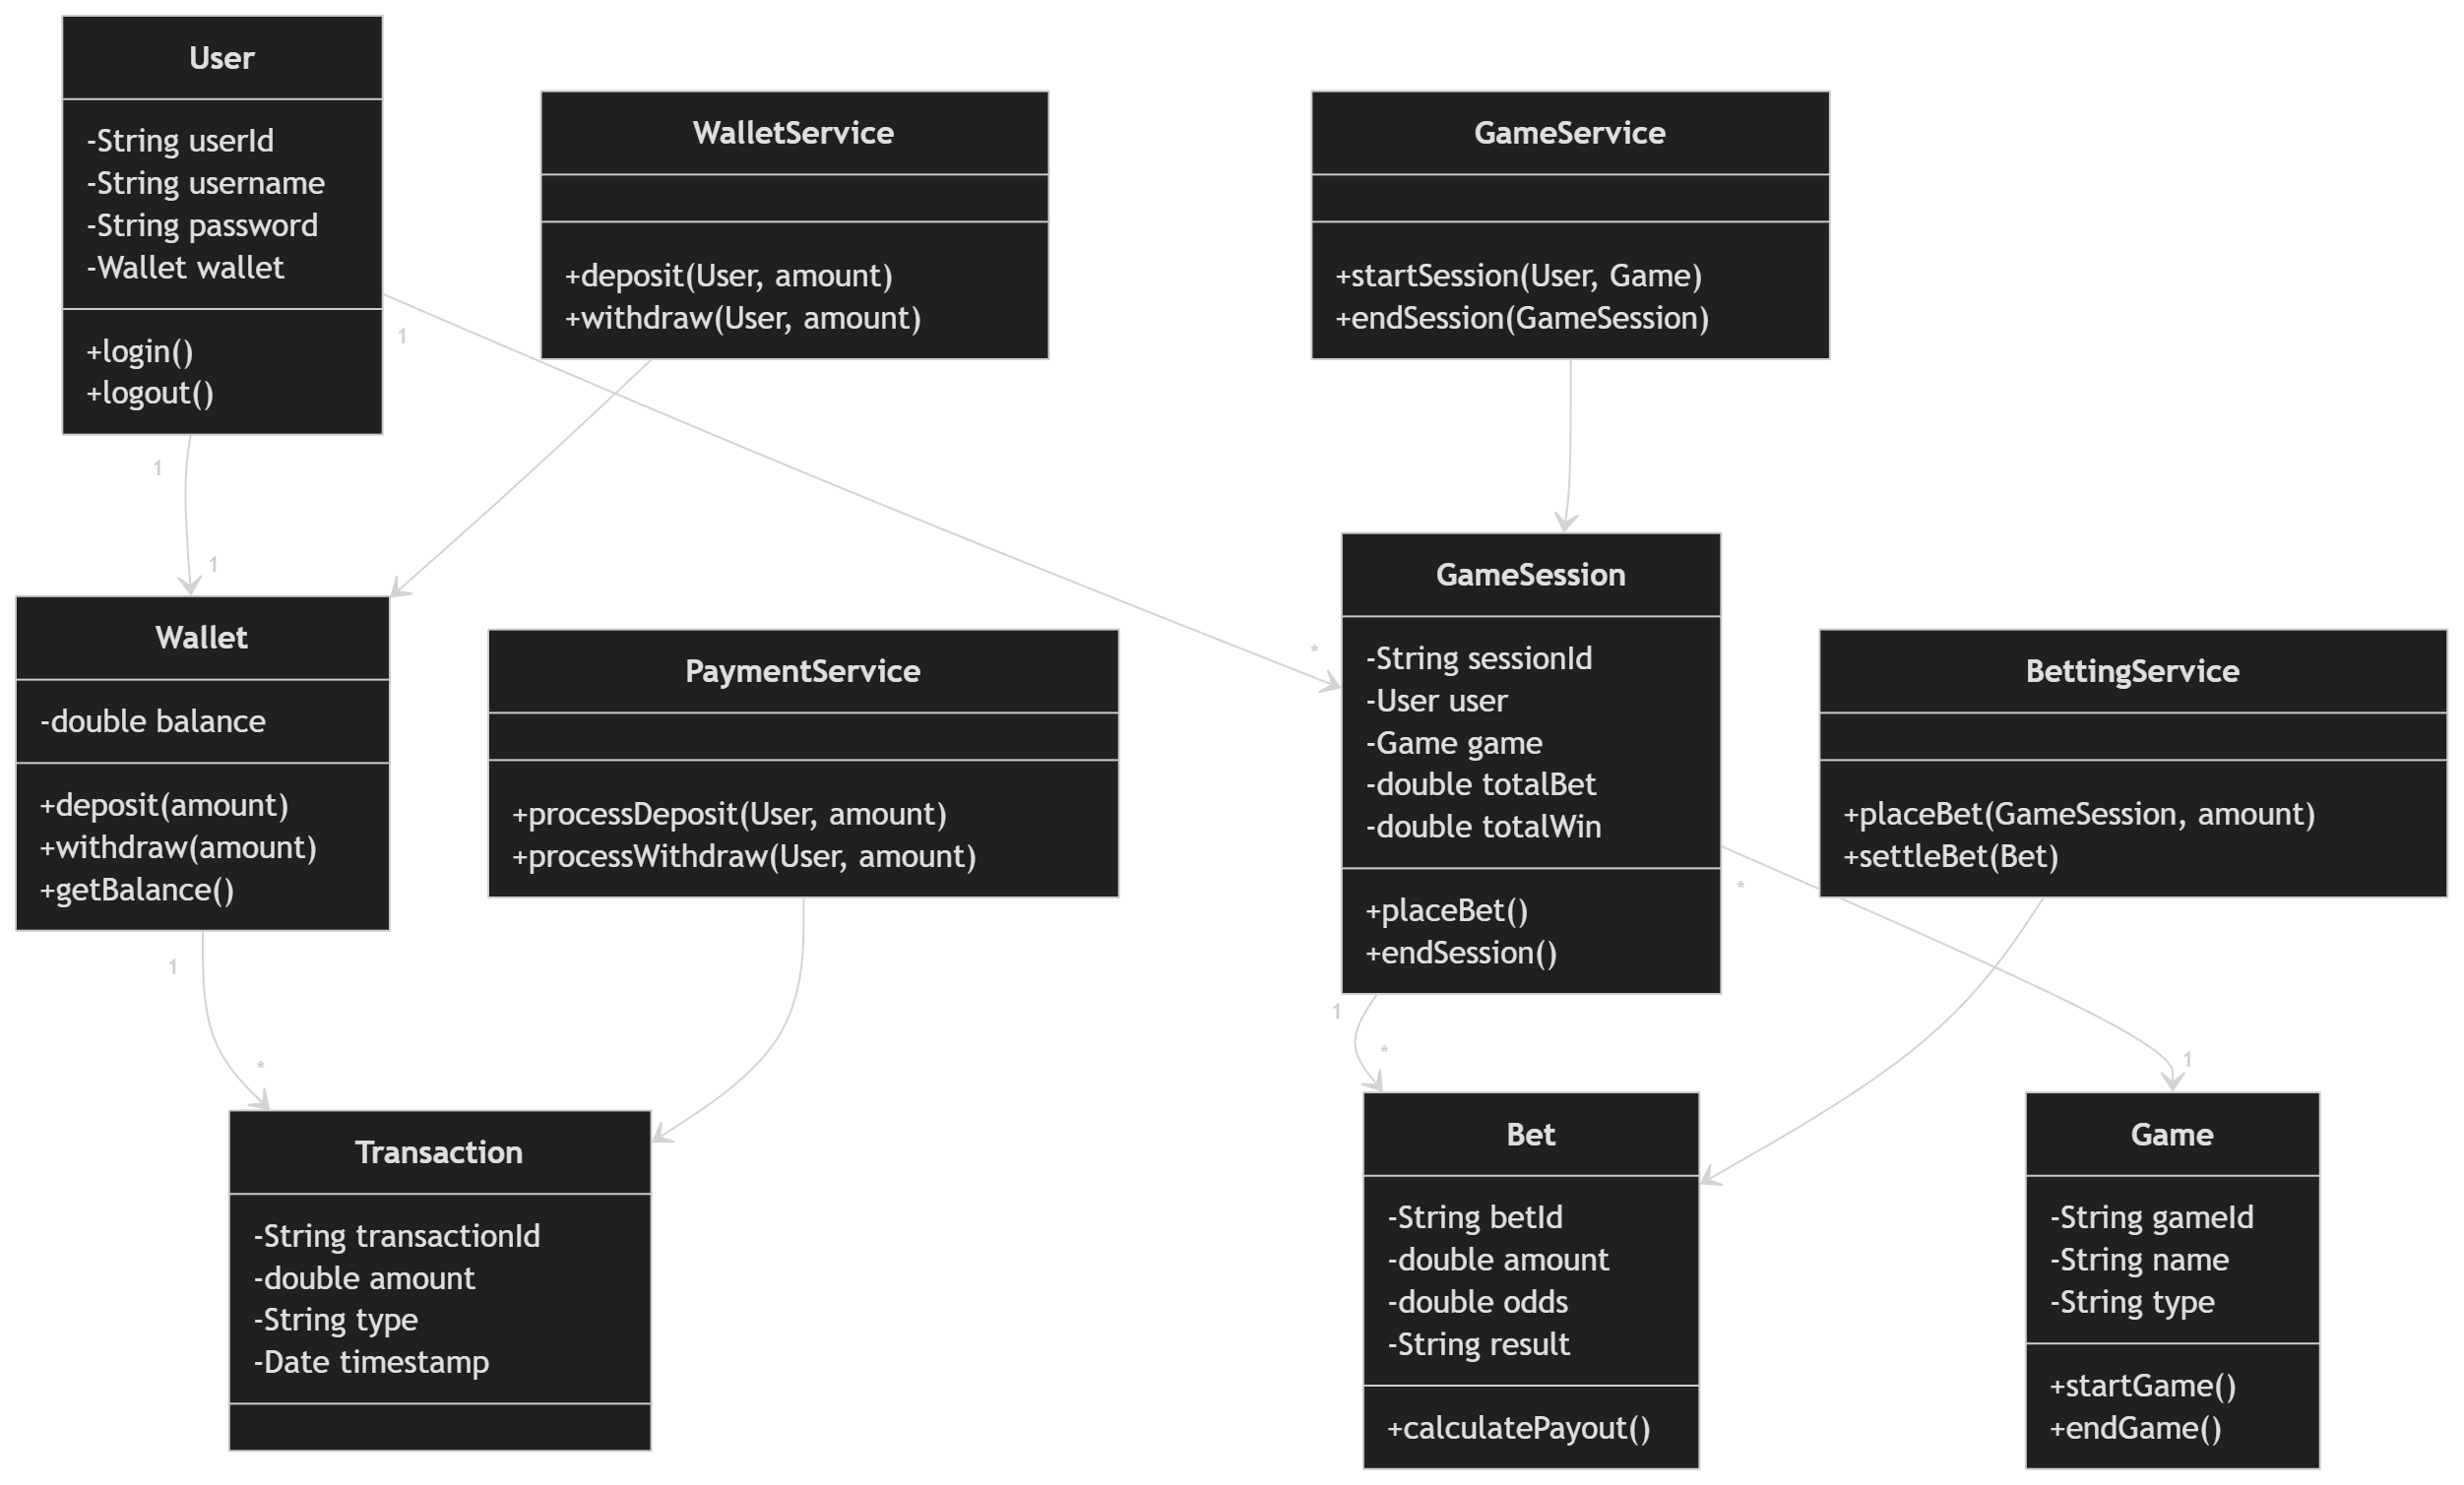 User
-String userId
-String username
-String password
-Wallet wallet
+login()
+logout()
WalletService
+deposit(User, amount)
+withdraw(User, amount)
GameService
+startSession(User, Game)
+endSession(GameSession)
1
1
1
*
Wallet
-double balance
+deposit(amount)
+withdraw(amount)
+getBalance()
PaymentService
+processDeposit(User, amount)
+processWithdraw(User, amount)
GameSession
-String sessionId
-User user
-Game game
-double totalBet
-double totalWin
+placeBet()
+endSession()
BettingService
+placeBet(GameSession, amount)
+settleBet(Bet)
1
*
1
*
*
1
Transaction
-String transactionId
-double amount
-String type
-Date timestamp
Bet
-String betId
-double amount
-double odds
-String result
+calculatePayout()
Game
-String gameId
-String name
-String type
+startGame()
+endGame()